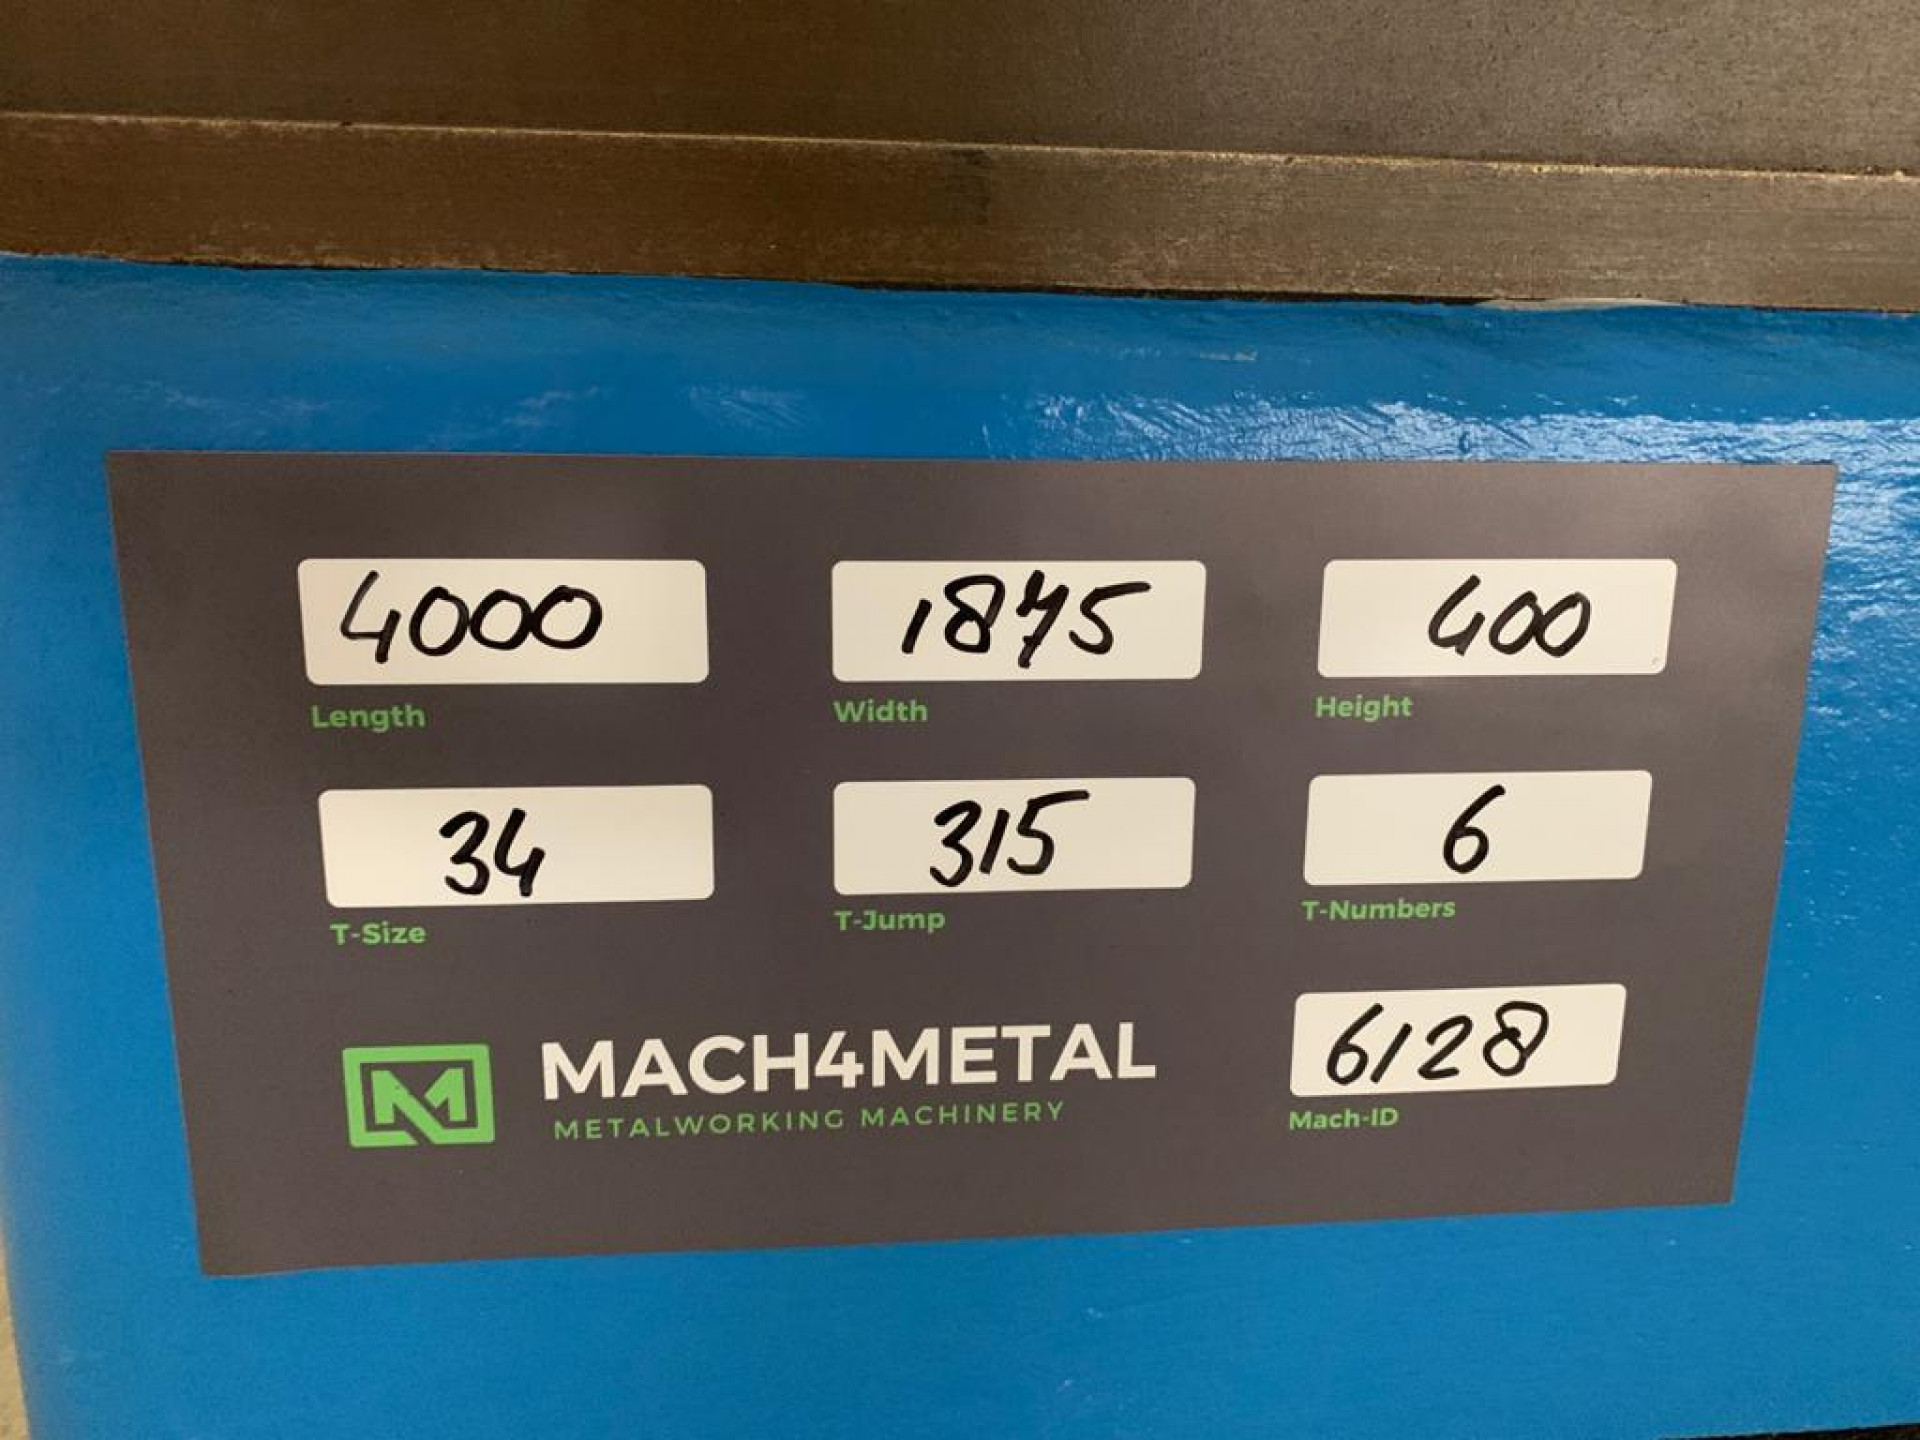 4000 1875 400
Length Width Height
34 315 6
T-Size T-Jump T-Numbers
MACH4METAL
METALWORKING MACHINERY
6128
Mach-ID